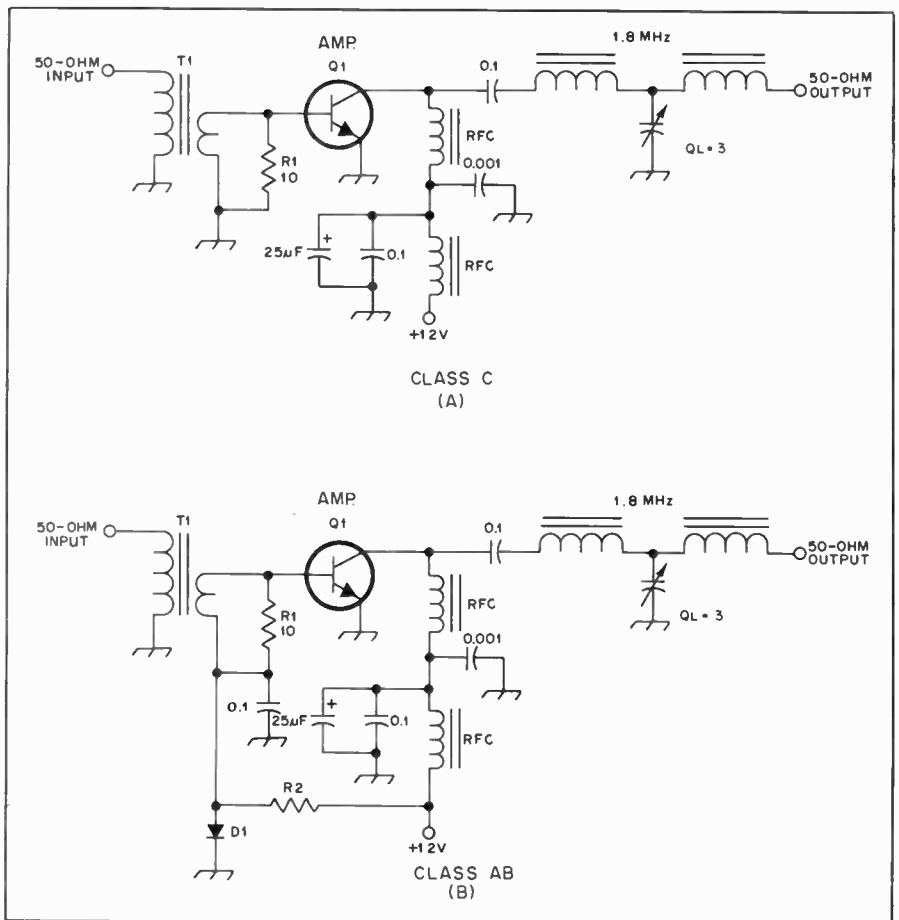 AMP.
Q1
1.8 MHz
50-OHM
INPUT
T1
0.1
50-OHM
OUTPUT
R1
10
RFC
0.001
QL=3
25µF
+
0.1
RFC
+12V
CLASS C
(A)
AMP.
Q1
1.8 MHz
50-OHM
INPUT
T1
0.1
50-OHM
OUTPUT
R1
10
RFC
QL=3
0.001
0.1
25µF
+
0.1
RFC
R2
D1
+12V
CLASS AB
(B)